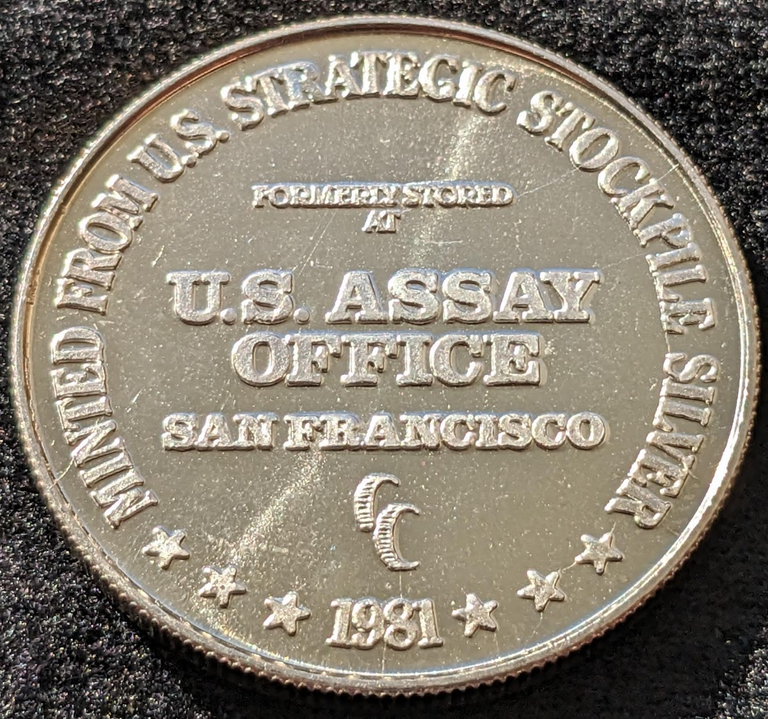 MINTED FROM U.S. STRATEGIC STOCKPILE SILVER
FORMERLY STORED
AT
U.S. ASSAY
OFFICE
SAN FRANCISCO
CC
1981